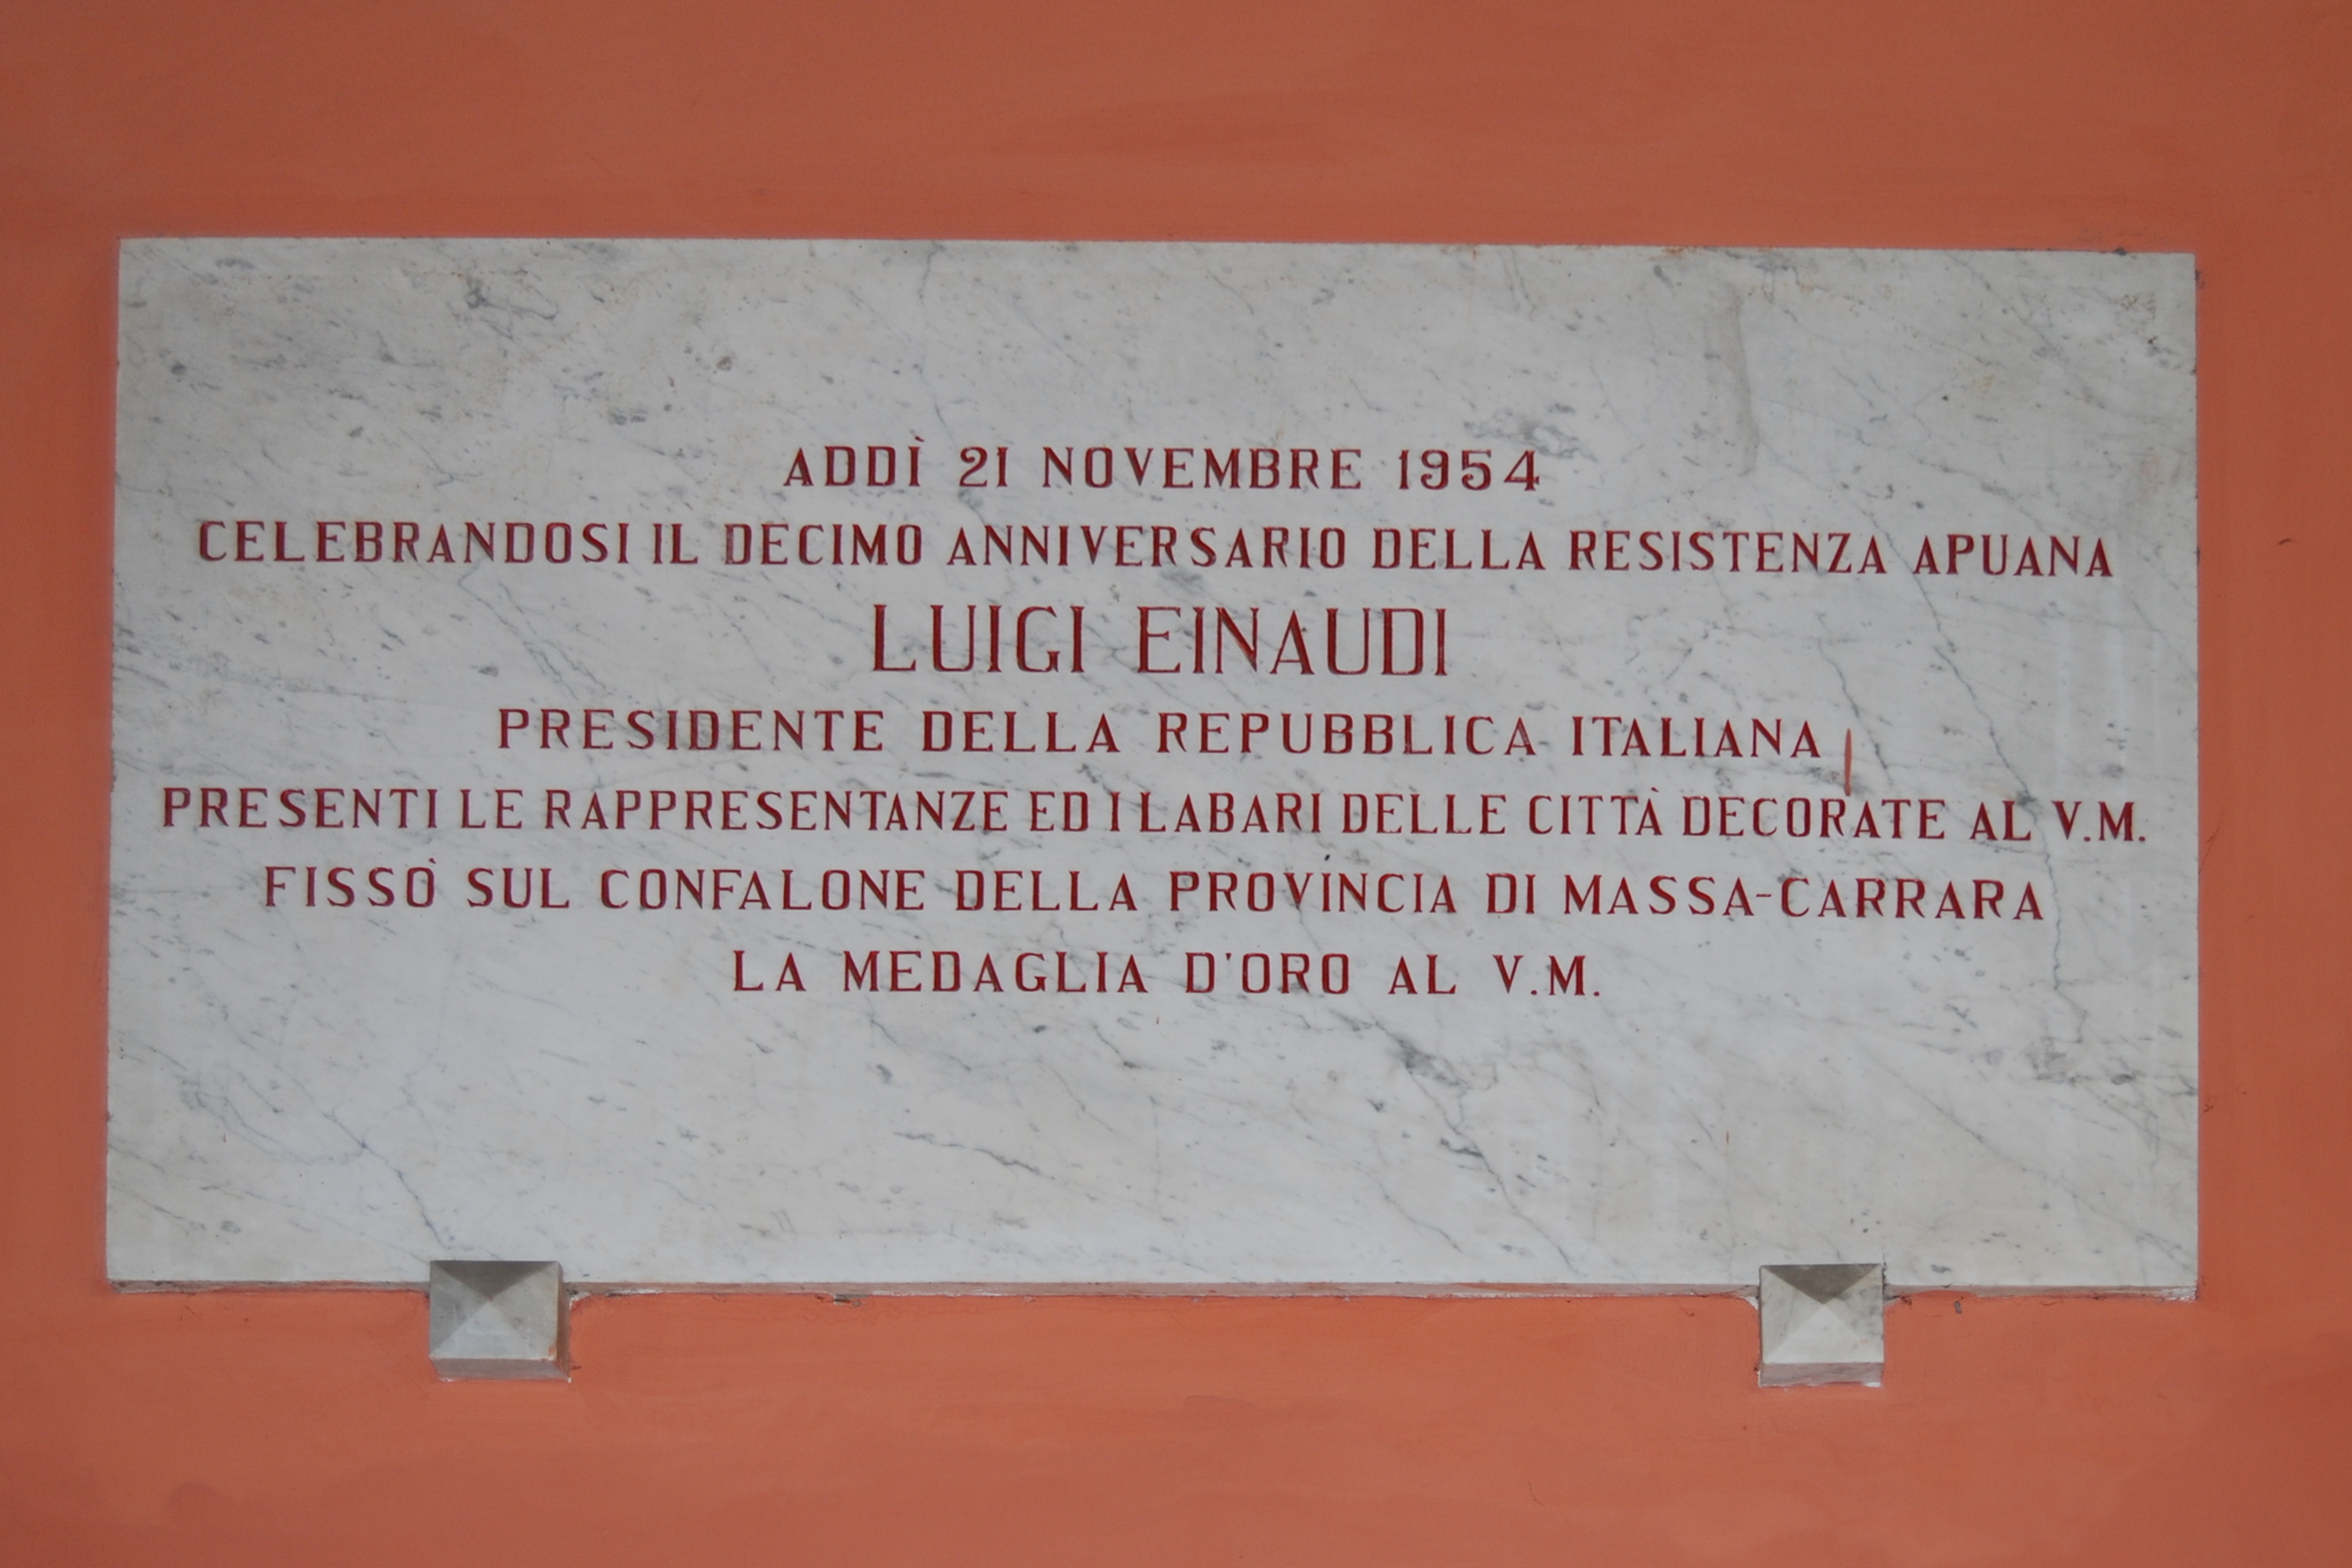 ADDÌ 21 NOVEMBRE 1954
CELEBRANDOSI IL DECIMO ANNIVERSARIO DELLA RESISTENZA APUANA
LUIGI EINAUDI
PRESIDENTE DELLA REPUBBLICA ITALIANA
PRESENTI LE RAPPRESENTANZE ED I LABARI DELLE CITTÀ DECORATE AL V.M.
FISSÒ SUL CONFALONE DELLA PROVINCIA DI MASSA-CARRARA
LA MEDAGLIA D'ORO AL V.M.